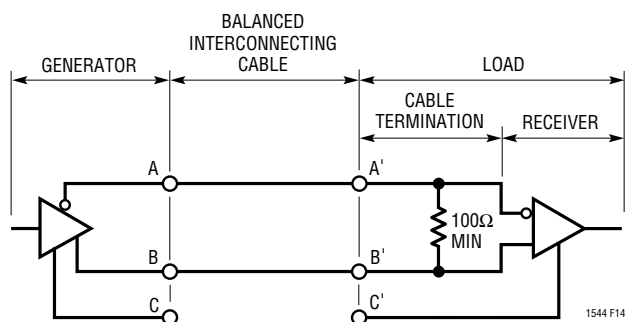 BALANCED
INTERCONNECTING
CABLE
GENERATOR
LOAD
CABLE
TERMINATION
RECEIVER
A
A'
100Ω
MIN
B
B'
C
C'
1544 F14